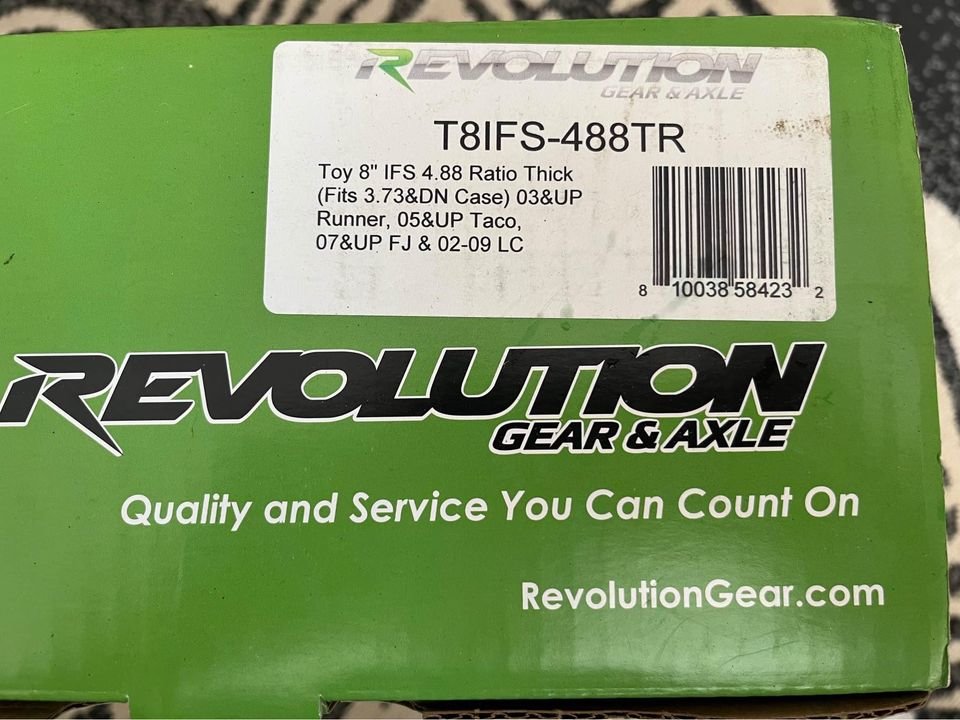 REVOLUTION
GEAR & AXLE
T8IFS-488TR
Toy 8" IFS 4.88 Ratio Thick
(Fits 3.73&DN Case) 03&UP
Runner, 05&UP Taco,
07&UP FJ & 02-09 LC
8 10038 58423 2
REVOLUTION
GEAR & AXLE
Quality and Service You Can Count On
RevolutionGear.com